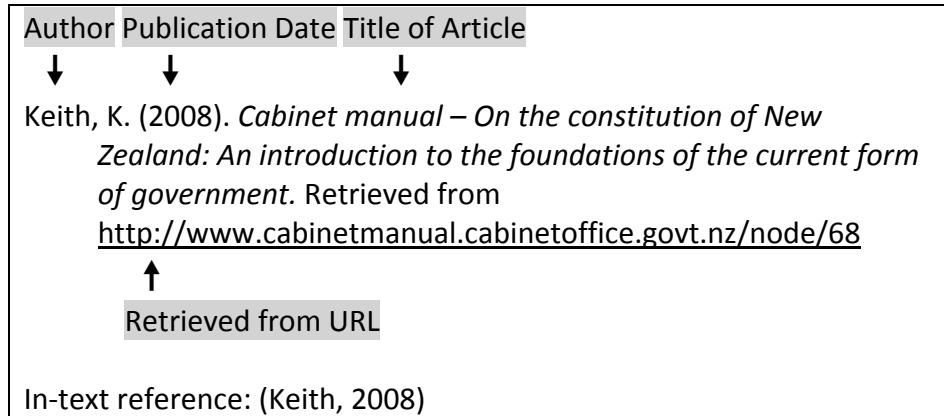 Author Publication Date Title of Article
Keith, K. (2008). Cabinet manual – On the constitution of New
Zealand: An introduction to the foundations of the current form
of government. Retrieved from
http://www.cabinetmanual.cabinetoffice.govt.nz/node/68
Retrieved from URL
In-text reference: (Keith, 2008)